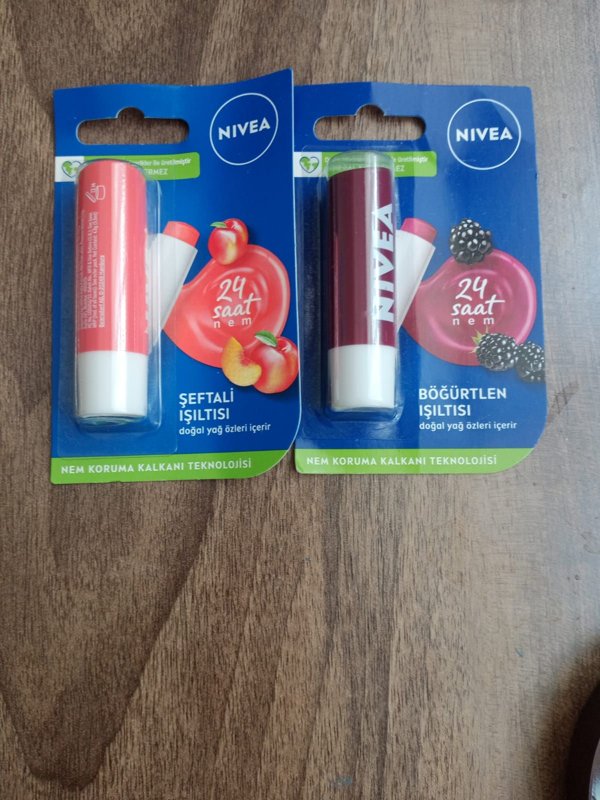 NIVEA
24
saat
nem
ŞEFTALİ
IŞILTISI
doğal yağ özleri içerir
NEM KORUMA KALKANI TEKNOLOJİSİ
NIVEA
NIVEA
24
saat
nem
BÖĞÜRTLEN
IŞILTISI
doğal yağ özleri içerir
NEM KORUMA KALKANI TEKNOLOJİSİ